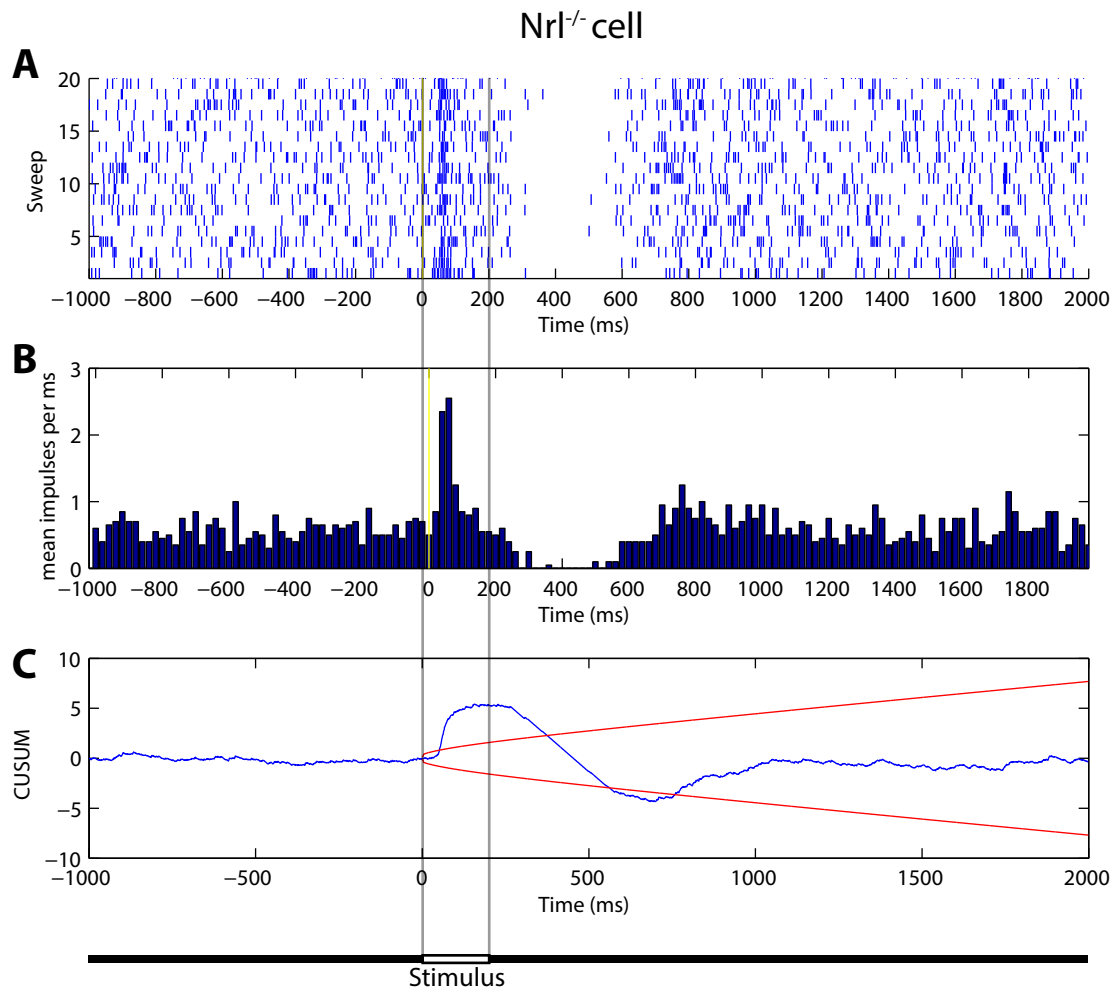 Nrl-/- cell
A
20
15
10
5
Sweep
−1000 −800 −600 −400 −200 0 200 400 600 800 1000 1200 1400 1600 1800 2000
Time (ms)
B
3
2
1
0
mean impulses per ms
−1000 −800 −600 −400 −200 0 200 400 600 800 1000 1200 1400 1600 1800
Time (ms)
C
10
5
0
−5
−10
CUSUM
−1000 −500 0 500 1000 1500 2000
Time (ms)
Stimulus